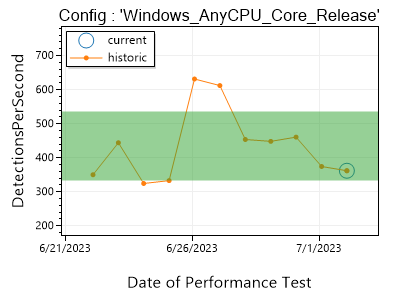 Config : 'Windows_AnyCPU_Core_Release'
current
historic
DetectionsPerSecond
700
600
500
400
300
200
6/21/2023
6/26/2023
7/1/2023
Date of Performance Test